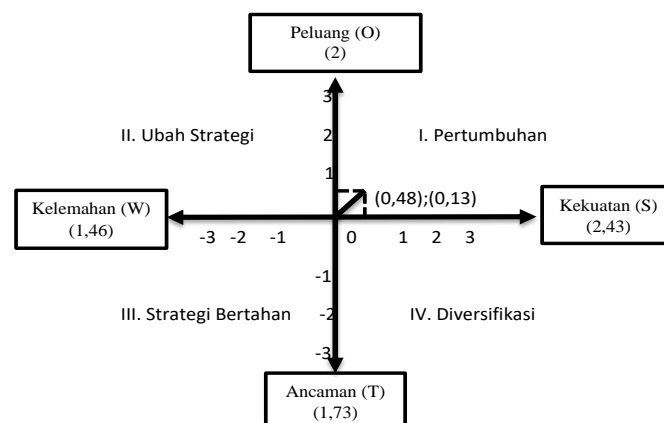 Peluang (O)
(2)
3
II. Ubah Strategi
2
I. Pertumbuhan
1
(0,48);(0,13)
Kelemahan (W)
(1,46)
Kekuatan (S)
(2,43)
-3 -2 -1 0 1 2 3
-1
III. Strategi Bertahan
-2
IV. Diversifikasi
-3
Ancaman (T)
(1,73)